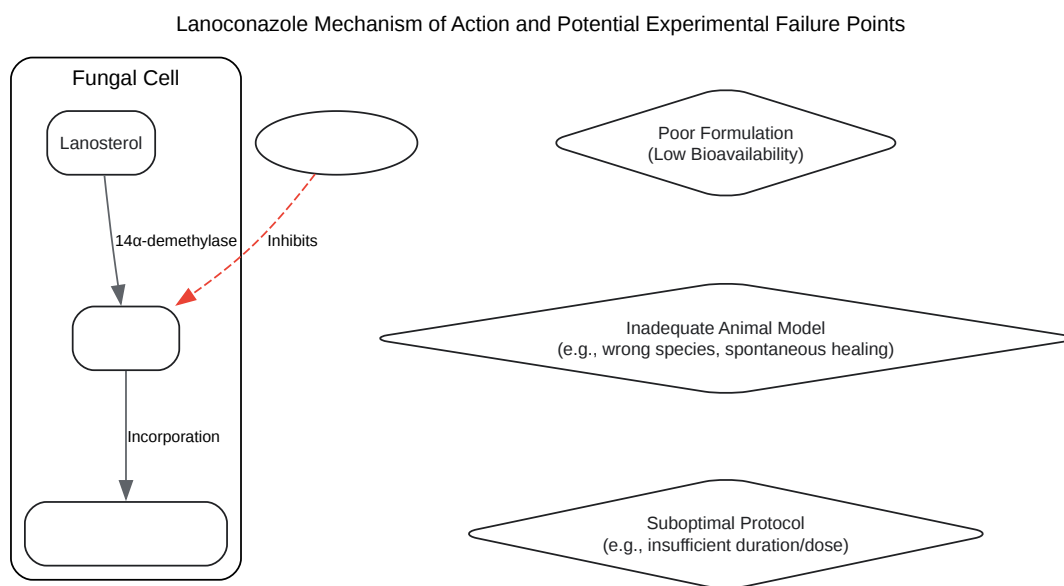 Lanoconazole Mechanism of Action and Potential Experimental Failure Points
Fungal Cell
Lanosterol
Poor Formulation
(Low Bioavailability)
14α-demethylase
Inhibits
Inadequate Animal Model
(e.g., wrong species, spontaneous healing)
Incorporation
Suboptimal Protocol
(e.g., insufficient duration/dose)